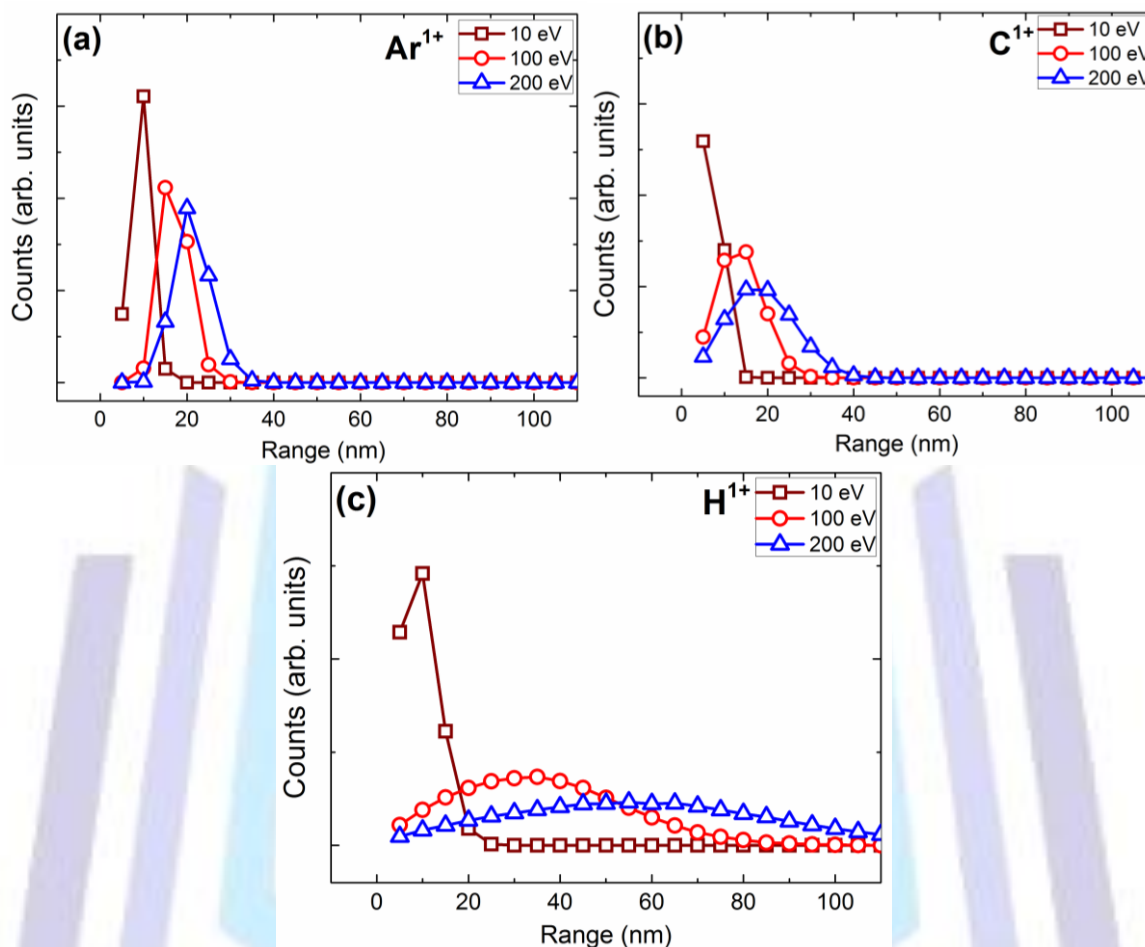 (a)
Ar1+
10 eV
100 eV
200 eV
Counts (arb. units)
0 20 40 60 80 100
Range (nm)
(b)
C1+
10 eV
100 eV
200 eV
Counts (arb. units)
0 20 40 60 80 100
Range (nm)
(c)
H1+
10 eV
100 eV
200 eV
Counts (arb. units)
0 20 40 60 80 100
Range (nm)